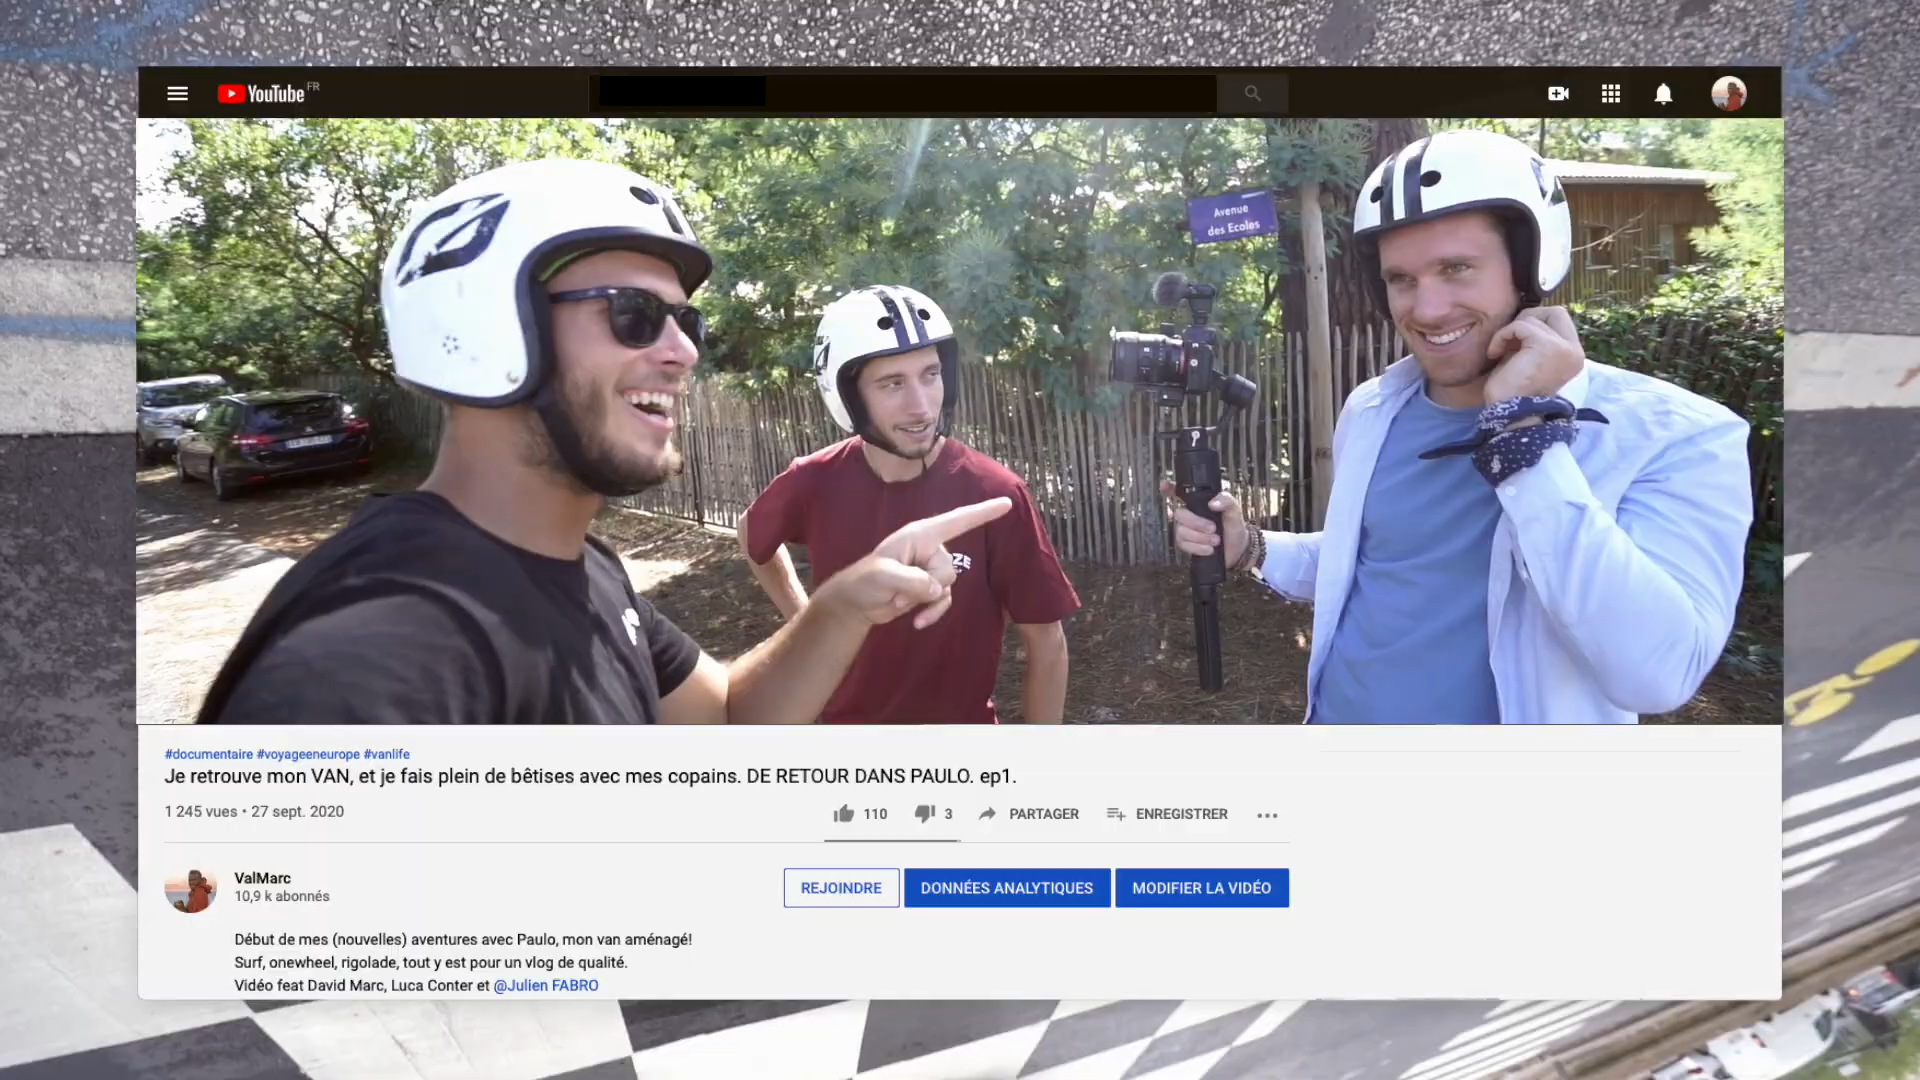 YouTube FR
Avenue
des Ecoles
ZE
#documentaire #voyageeneurope #vanlife
Je retrouve mon VAN, et je fais plein de bêtises avec mes copains. DE RETOUR DANS PAULO. ep1.
1 245 vues • 27 sept. 2020
110
3
PARTAGER
ENREGISTRER
ValMarc
10,9 k abonnés
REJOINDRE
DONNÉES ANALYTIQUES
MODIFIER LA VIDÉO
Début de mes (nouvelles) aventures avec Paulo, mon van aménagé!
Surf, onewheel, rigolade, tout y est pour un vlog de qualité.
Vidéo feat David Marc, Luca Conter et @Julien FABRO